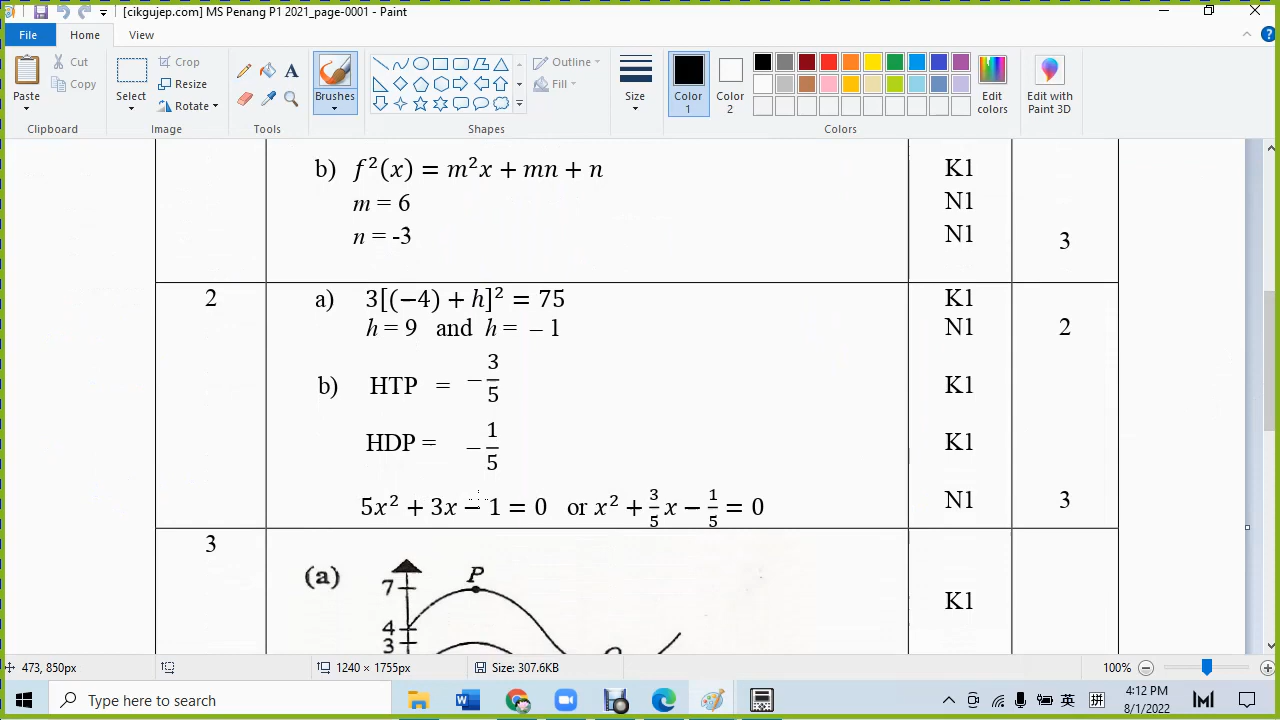 [cikgujep.com] MS Penang P1 2021_page-0001 - Paint
File Home View
Paste Cut Copy
Select Crop Resize Rotate
Brushes
Outline Fill
Size
Color 1
Color 2
Edit colors
Edit with Paint 3D
Clipboard Image Tools Shapes Colors
b) f²(x) = m²x + mn + n K1
m = 6 N1
n = -3 N1 3
2 a) 3[(−4) + h]² = 75 K1
h = 9 and h = – 1 N1 2
b) HTP = −3/5 K1
HDP = −1/5 K1
5x² + 3x − 1 = 0 or x² + 3/5x − 1/5 = 0 N1 3
3
(a) P K1
7
4
3
473, 850px 1240 × 1755px Size: 307.6KB 100%
Type here to search
英 拼 4:12 PM
8/1/2022